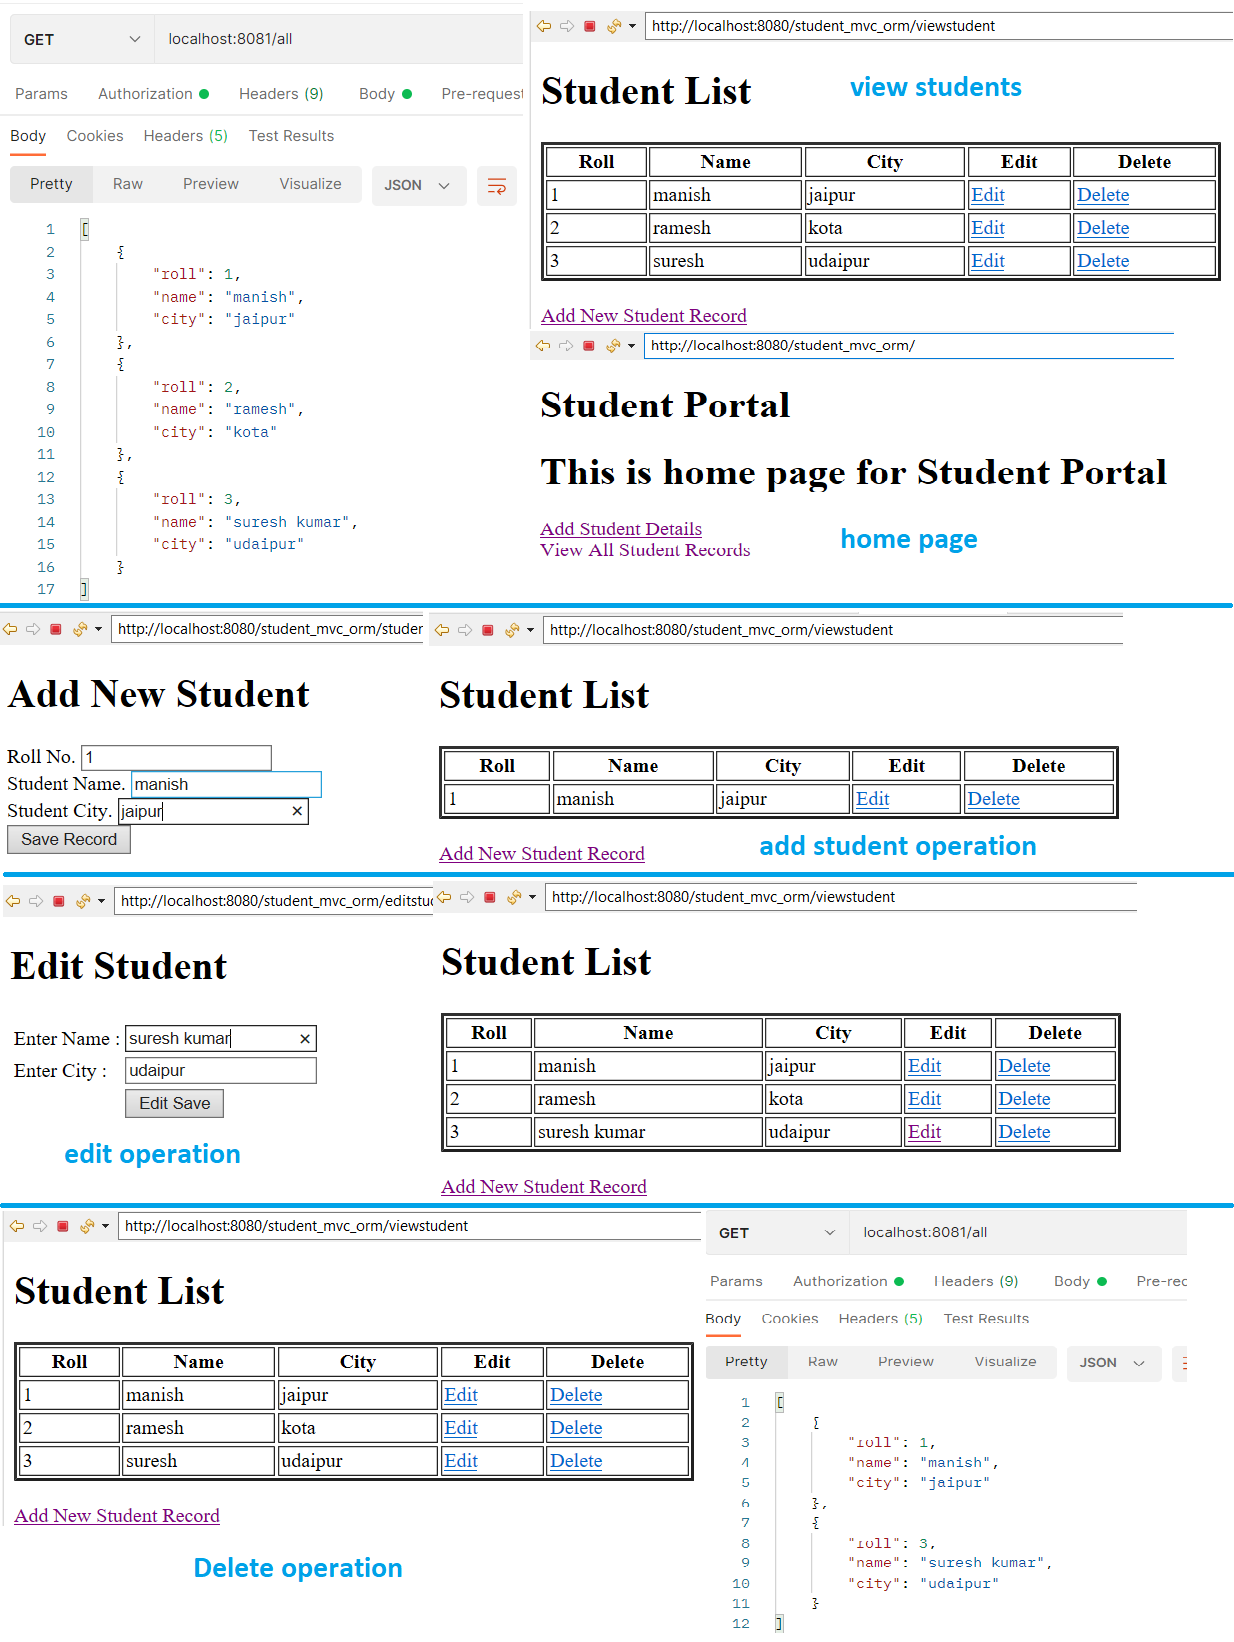 GET localhost:8081/all
Params Authorization Headers (9) Body Pre-request
Body Cookies Headers (5) Test Results
Pretty Raw Preview Visualize JSON
1 [
2 {
3 "roll": 1,
4 "name": "manish",
5 "city": "jaipur"
6 },
7 {
8 "roll": 2,
9 "name": "ramesh",
10 "city": "kota"
11 },
12 {
13 "roll": 3,
14 "name": "suresh kumar",
15 "city": "udaipur"
16 }
17 ]
http://localhost:8080/student_mvc_orm/viewstudent
Student List
view students
Roll Name City Edit Delete
1 manish jaipur Edit Delete
2 ramesh kota Edit Delete
3 suresh udaipur Edit Delete
Add New Student Record
http://localhost:8080/student_mvc_orm/
Student Portal
This is home page for Student Portal
Add Student Details
View All Student Records
home page
http://localhost:8080/student_mvc_orm/studer
Add New Student
Roll No. 1
Student Name. manish
Student City. jaipur
Save Record
http://localhost:8080/student_mvc_orm/viewstudent
Student List
Roll Name City Edit Delete
1 manish jaipur Edit Delete
Add New Student Record
add student operation
http://localhost:8080/student_mvc_orm/editstu
Edit Student
Enter Name : suresh kumar
Enter City : udaipur
Edit Save
edit operation
http://localhost:8080/student_mvc_orm/viewstudent
Student List
Roll Name City Edit Delete
1 manish jaipur Edit Delete
2 ramesh kota Edit Delete
3 suresh kumar udaipur Edit Delete
Add New Student Record
http://localhost:8080/student_mvc_orm/viewstudent
Student List
Roll Name City Edit Delete
1 manish jaipur Edit Delete
2 ramesh kota Edit Delete
3 suresh udaipur Edit Delete
Add New Student Record
Delete operation
GET localhost:8081/all
Params Authorization Headers (9) Body Pre-rec
Body Cookies Headers (5) Test Results
Pretty Raw Preview Visualize JSON
1 [
2 {
3 "roll": 1,
4 "name": "manish",
5 "city": "jaipur"
6 },
7 {
8 "roll": 3,
9 "name": "suresh kumar",
10 "city": "udaipur"
11 }
12 ]